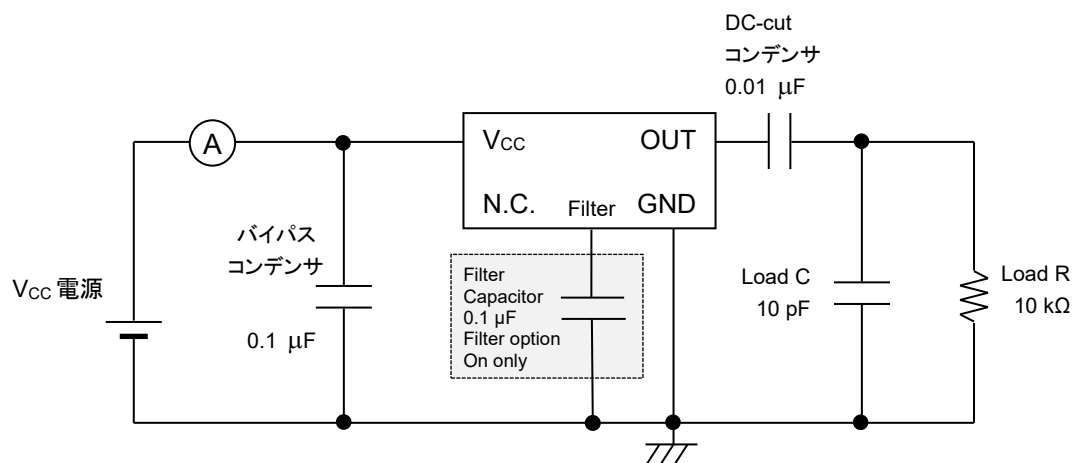 DC-cut
コンデンサ
0.01 μF
A
VCC
OUT
N.C.
Filter
GND
バイパス
コンデンサ
0.1 μF
VCC 電源
Filter
Capacitor
0.1 μF
Filter option
On only
Load C
10 pF
Load R
10 kΩ